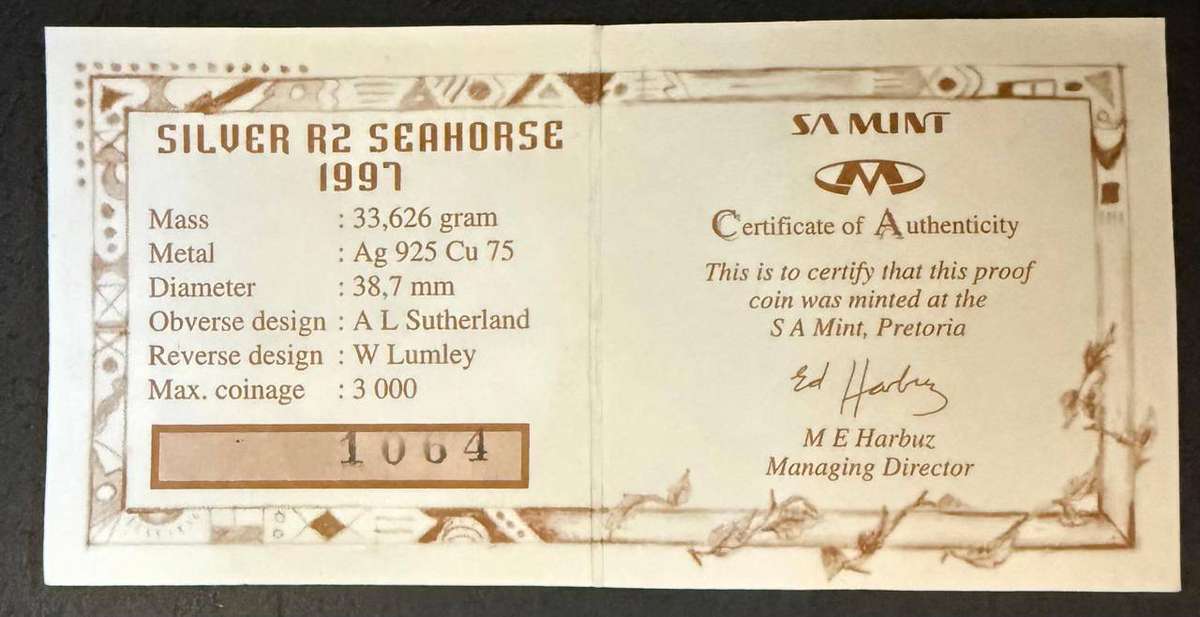 SILVER R2 SEAHORSE
1997
Mass : 33,626 gram
Metal : Ag 925 Cu 75
Diameter : 38,7 mm
Obverse design : A L Sutherland
Reverse design : W Lumley
Max. coinage : 3 000
1064
SA MINT
Certificate of Authenticity
This is to certify that this proof
coin was minted at the
S A Mint, Pretoria
Ed Harbuz
M E Harbuz
Managing Director